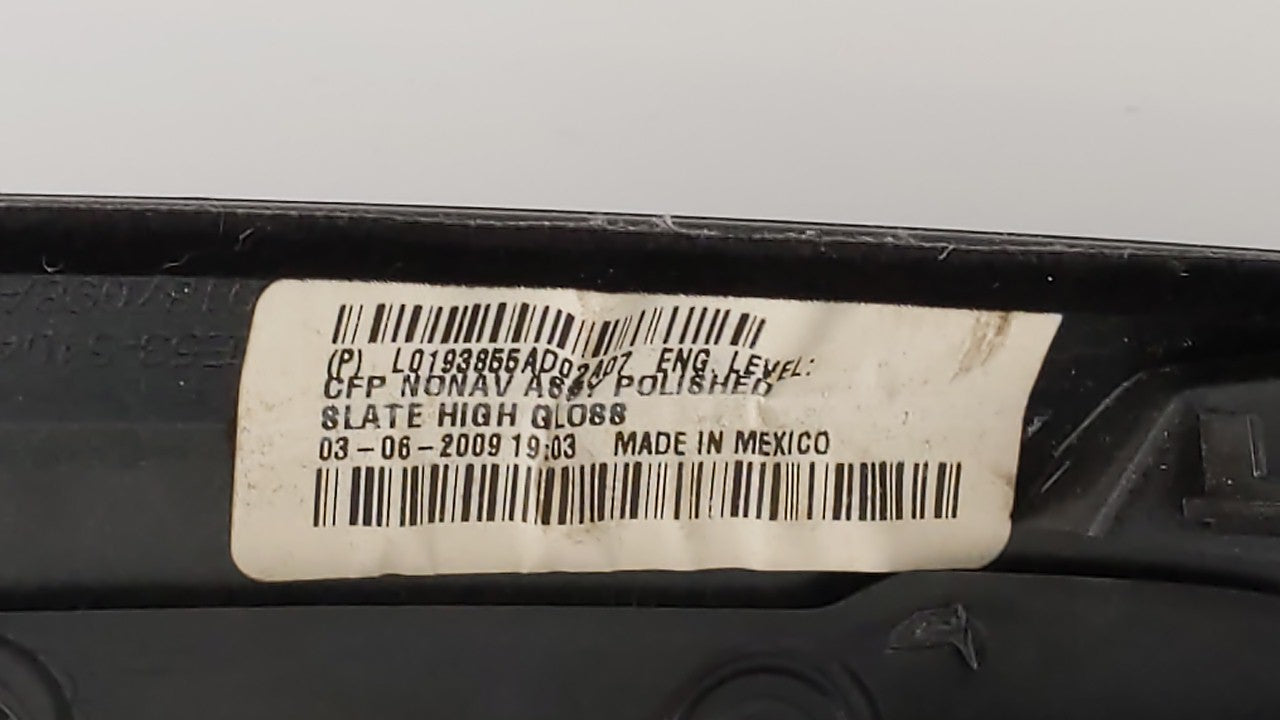 (P) L0193855AD02A07 ENG. LEVEL:
CFP NONAV ASSY POLISHED
SLATE HIGH GLOSS
03-06-2009 19:03 MADE IN MEXICO